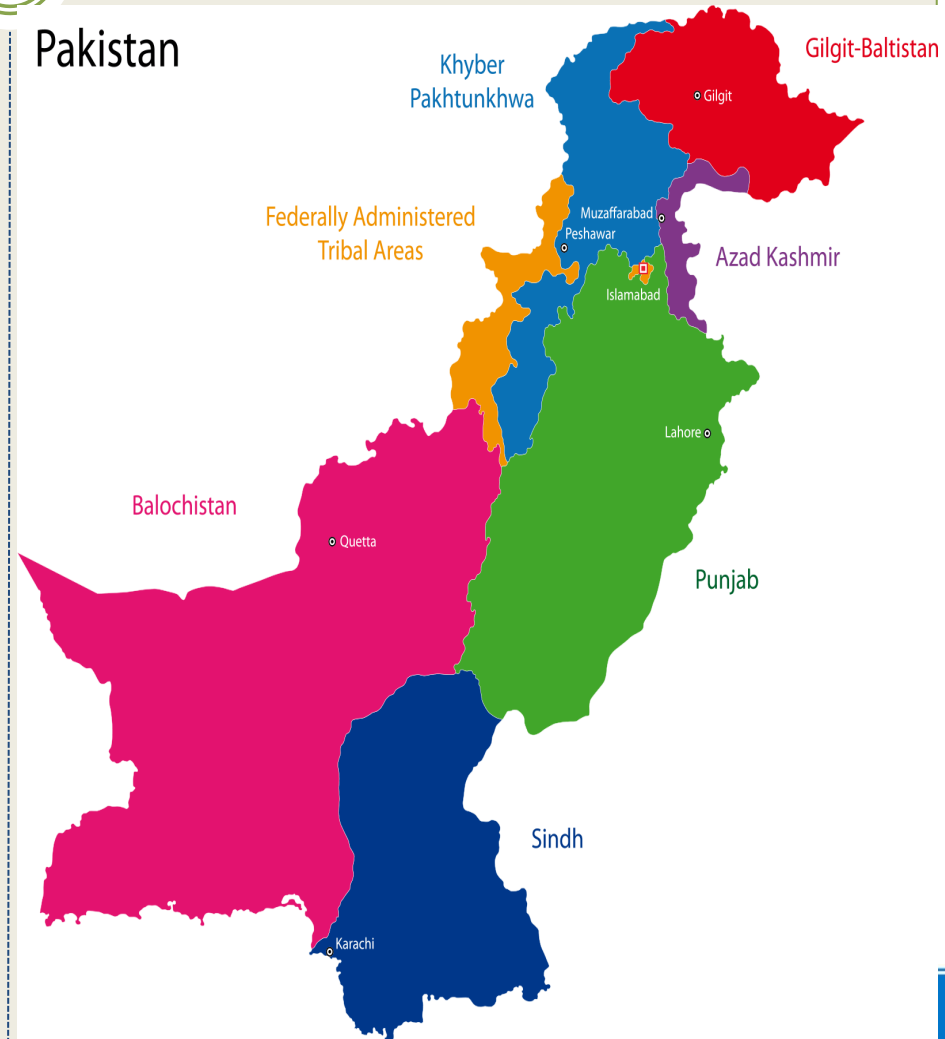 Pakistan
Gilgit-Baltistan
Khyber
Pakhtunkhwa
Gilgit
Federally Administered
Tribal Areas
Muzaffarabad
Peshawar
Azad Kashmir
Islamabad
Lahore
Balochistan
Quetta
Punjab
Sindh
Karachi